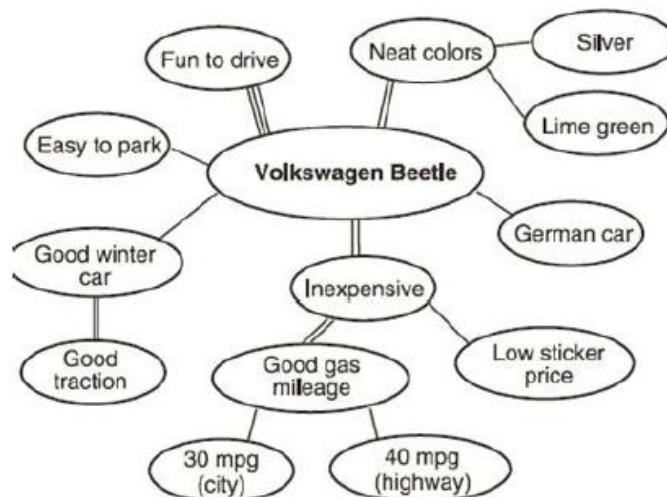 Fun to drive
Neat colors
Silver
Lime green
Easy to park
Volkswagen Beetle
German car
Good winter
car
Inexpensive
Good
traction
Good gas
mileage
Low sticker
price
30 mpg
(city)
40 mpg
(highway)